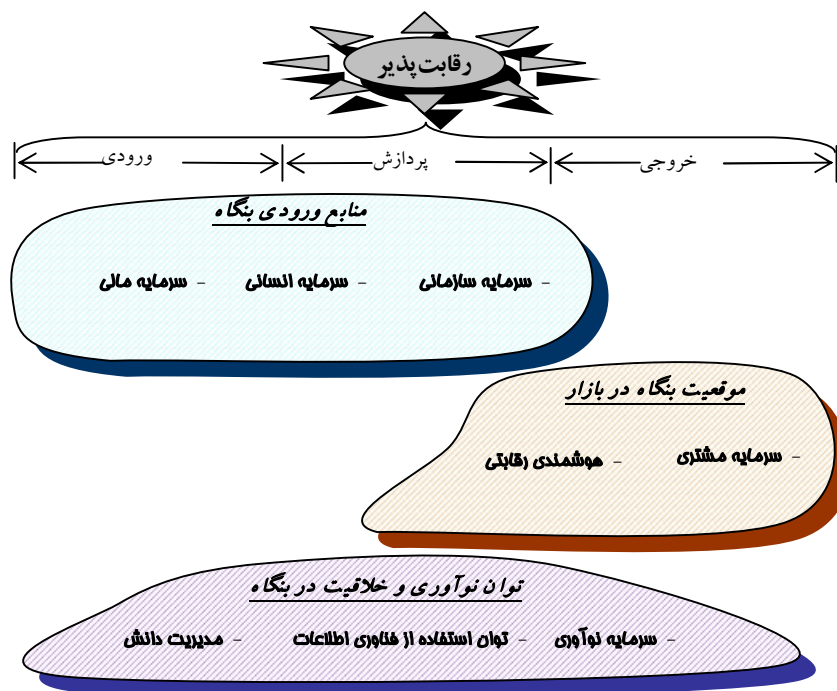 رقابت‌پذیر
خروجی پردازش ورودی
منابع ورودی بنگاه
- سرمایه سازمانی - سرمایه انسانی - سرمایه مالی
موقعیت بنگاه در بازار
- سرمایه مشتری - هوشمندی رقابتی
توان نوآوری و خلاقیت در بنگاه
- سرمایه نوآوری - توان استفاده از فناوری اطلاعات - مدیریت دانش